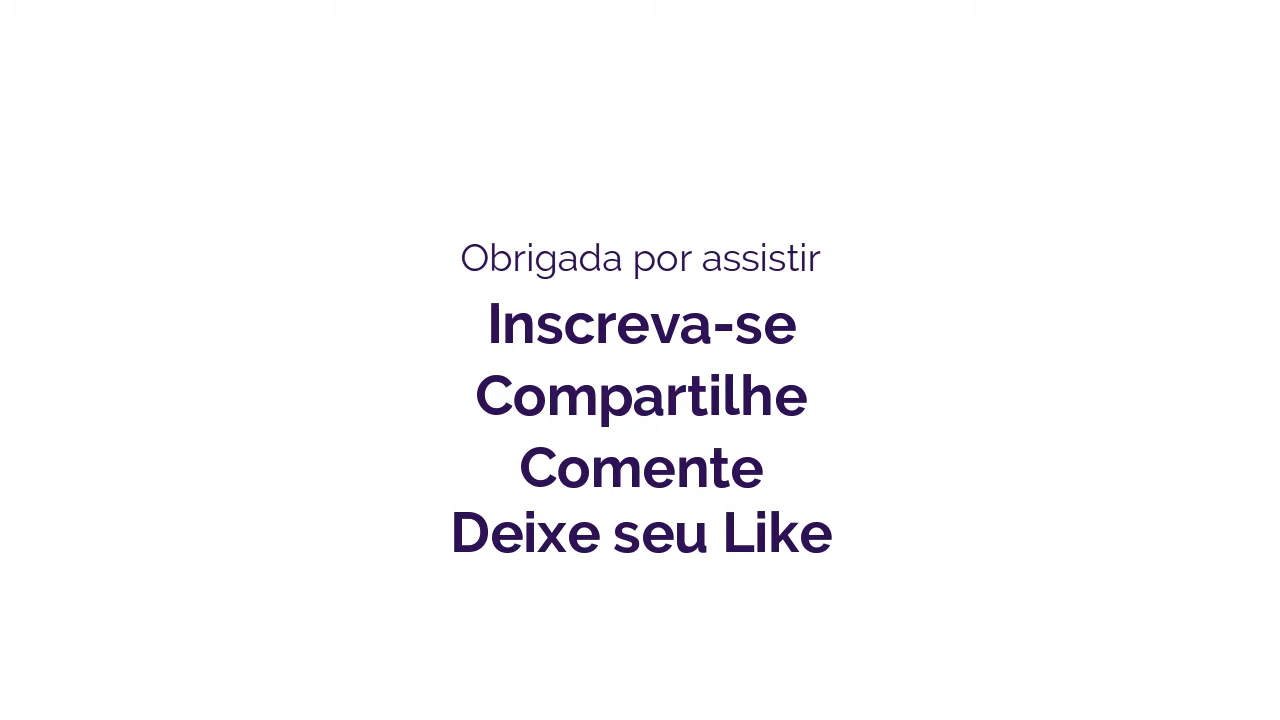 Obrigada por assistir
Inscreva-se
Compartilhe
Comente
Deixe seu Like